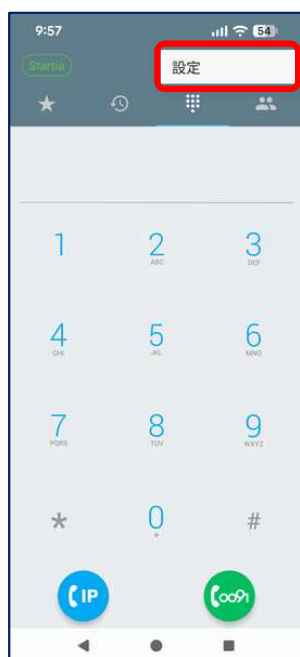 9:57 54
Startia
設定
1 2 3
ABC DEF
4 5 6
GHI JKL MNO
7 8 9
PQRS TUV WXYZ
* 0 #
+
IP 0091